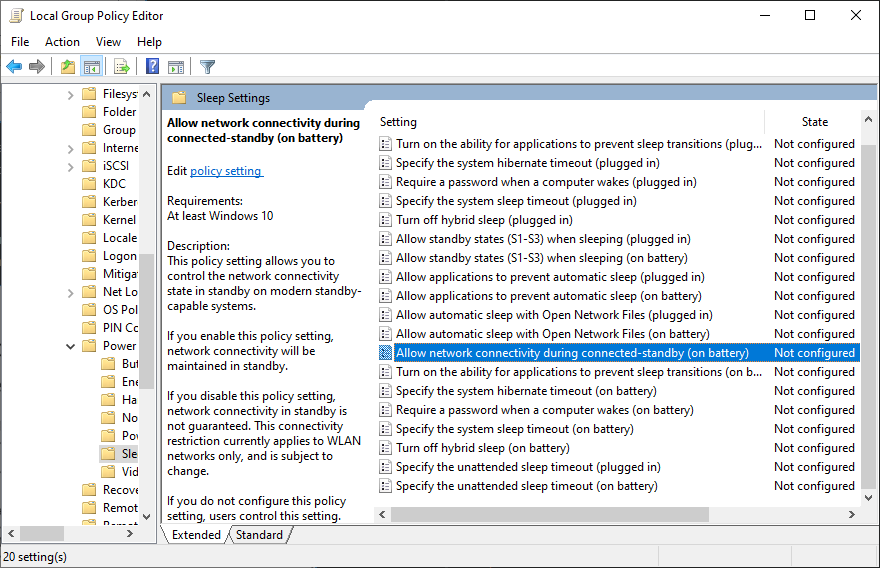 Local Group Policy Editor
File Action View Help
Filesys
Folder
Group
Interne
iSCSI
KDC
Kerber
Kernel
Locale
Logon
Mitigat
Net Lo
OS Pol
PIN Co
Power
But
Ene
Ha
No
Pow
Sle
Vid
Recove
Remot
Remot
Sleep Settings
Allow network connectivity during
connected-standby (on battery)
Edit policy setting
Requirements:
At least Windows 10
Description:
This policy setting allows you to
control the network connectivity
state in standby on modern standby-
capable systems.
If you enable this policy setting,
network connectivity will be
maintained in standby.
If you disable this policy setting,
network connectivity in standby is
not guaranteed. This connectivity
restriction currently applies to WLAN
networks only, and is subject to
change.
If you do not configure this policy
setting, users control this setting.
Setting State
Turn on the ability for applications to prevent sleep transitions (plug... Not configured
Specify the system hibernate timeout (plugged in) Not configured
Require a password when a computer wakes (plugged in) Not configured
Specify the system sleep timeout (plugged in) Not configured
Turn off hybrid sleep (plugged in) Not configured
Allow standby states (S1-S3) when sleeping (plugged in) Not configured
Allow standby states (S1-S3) when sleeping (on battery) Not configured
Allow applications to prevent automatic sleep (plugged in) Not configured
Allow applications to prevent automatic sleep (on battery) Not configured
Allow automatic sleep with Open Network Files (plugged in) Not configured
Allow automatic sleep with Open Network Files (on battery) Not configured
Allow network connectivity during connected-standby (on battery) Not configured
Turn on the ability for applications to prevent sleep transitions (on b... Not configured
Specify the system hibernate timeout (on battery) Not configured
Require a password when a computer wakes (on battery) Not configured
Specify the system sleep timeout (on battery) Not configured
Turn off hybrid sleep (on battery) Not configured
Specify the unattended sleep timeout (plugged in) Not configured
Specify the unattended sleep timeout (on battery) Not configured
Extended Standard
20 setting(s)